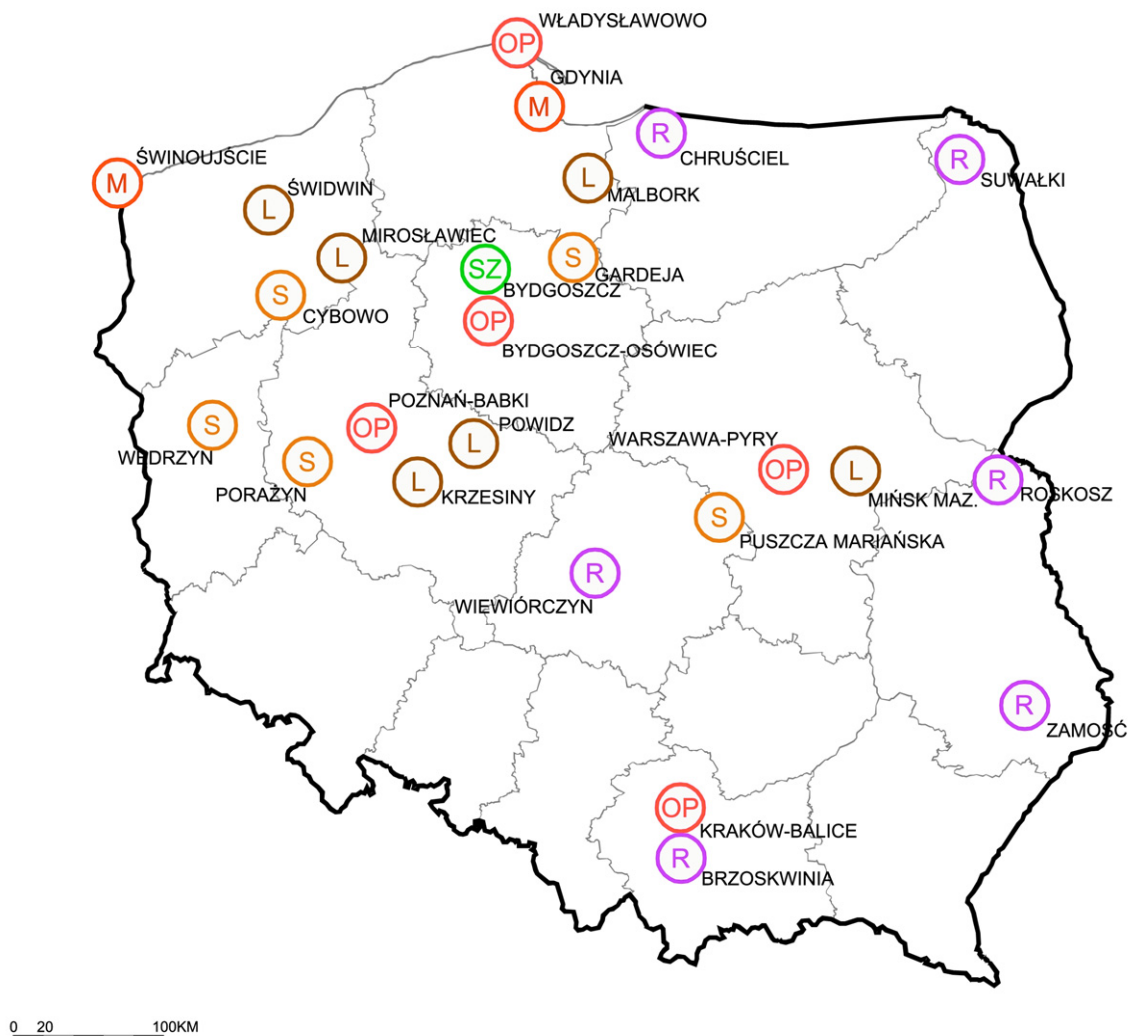 WŁADYSŁAWOWO
OP
GDYNIA
M
R
CHRUŚCIEL
R
SUWAŁKI
ŚWINOUJŚCIE
M
ŚWIDWIN
L
L
MALBORK
MIROSŁAWIEC
L
SZ
BYDGOSZCZ
S
GARDEJA
S
CYBOWO
OP
BYDGOSZCZ-OSÓWIEC
POZNAŃ-BABKI
OP
POWIDZ
L
S
WĘDRZYN
S
PORAŻYN
L
KRZESINY
WARSZAWA-PYRY
OP
L
MIŃSK MAZ.
R
ROSKOSZ
S
PUSZCZA MARIAŃSKA
R
WIEWIÓRCZYN
R
ZAMOŚĆ
OP
KRAKÓW-BALICE
R
BRZOSKWINIA
0 20 100KM